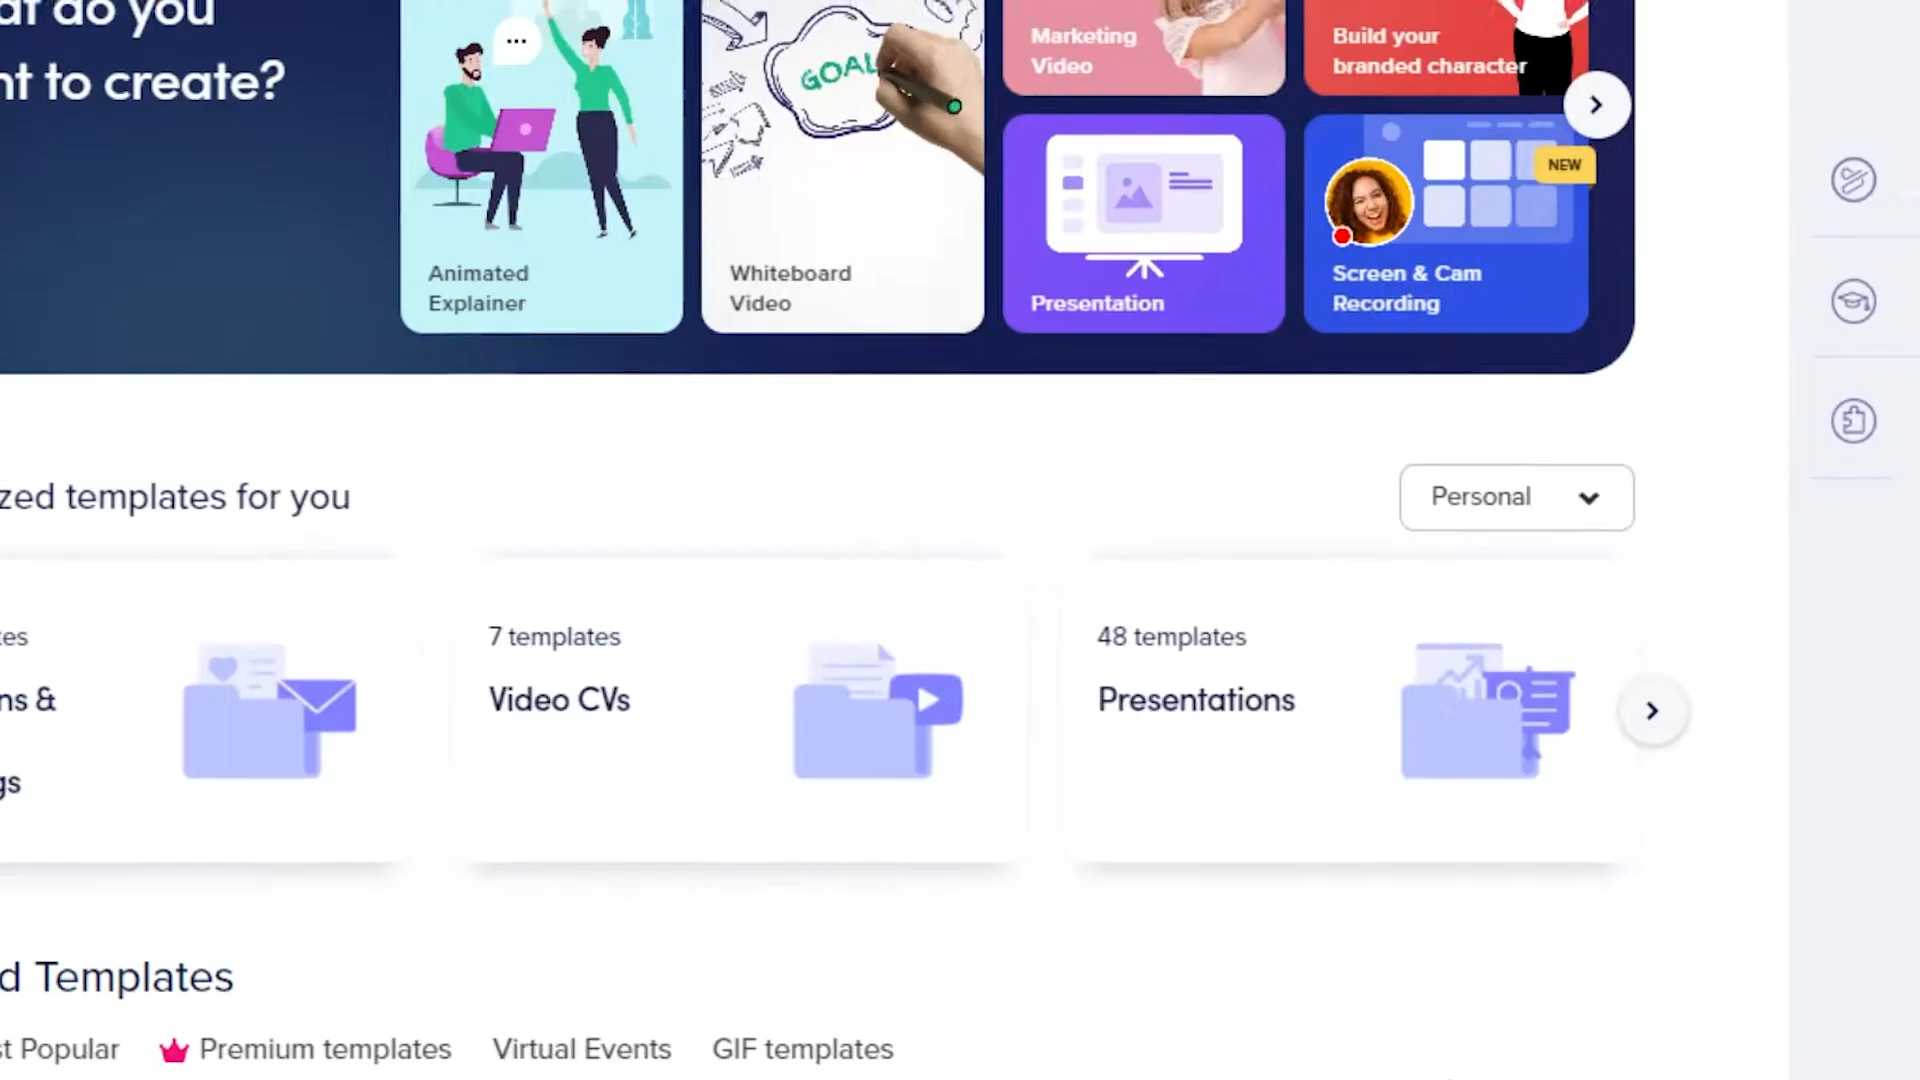 at do you
nt to create?
GOAL
Animated
Explainer
Whiteboard
Video
Marketing
Video
Build your
branded character
Presentation
NEW
Screen & Cam
Recording
zed templates for you
Personal
tes
ns &
gs
7 templates
Video CVs
48 templates
Presentations
d Templates
st Popular
Premium templates
Virtual Events
GIF templates